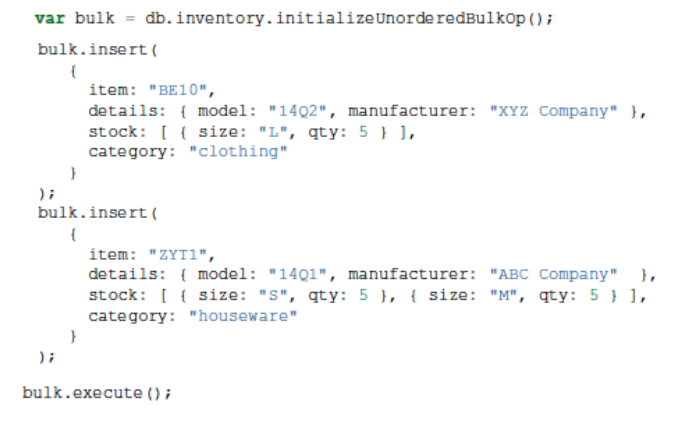 var bulk = db.inventory.initializeUnorderedBulkOp();
bulk.insert(
{
item: "BE10",
details: { model: "14Q2", manufacturer: "XYZ Company" },
stock: [ { size: "L", qty: 5 } ],
category: "clothing"
}
);
bulk.insert(
{
item: "ZYT1",
details: { model: "14Q1", manufacturer: "ABC Company" },
stock: [ { size: "S", qty: 5 }, { size: "M", qty: 5 } ],
category: "houseware"
}
);
bulk.execute();